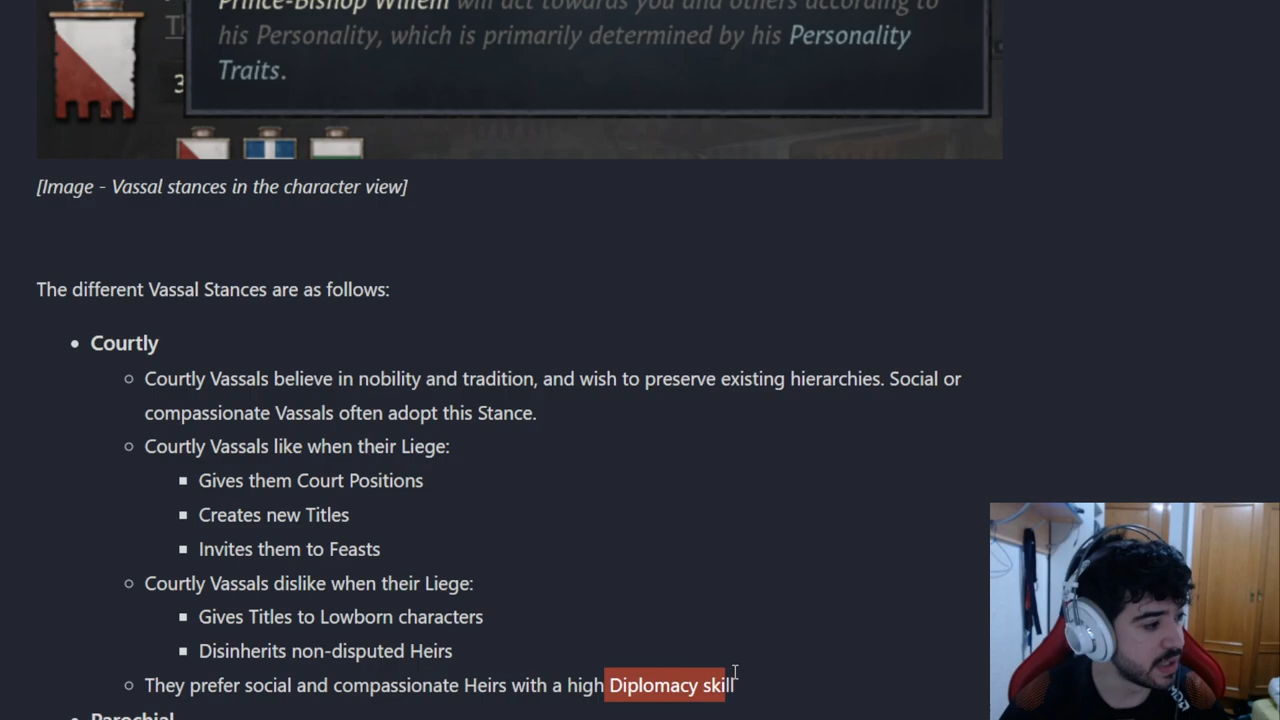 Prince-Bishop Willem will act towards you and others according to
his Personality, which is primarily determined by his Personality
Traits.
3
[Image - Vassal stances in the character view]
The different Vassal Stances are as follows:
• Courtly
○ Courtly Vassals believe in nobility and tradition, and wish to preserve existing hierarchies. Social or
compassionate Vassals often adopt this Stance.
○ Courtly Vassals like when their Liege:
▪ Gives them Court Positions
▪ Creates new Titles
▪ Invites them to Feasts
○ Courtly Vassals dislike when their Liege:
▪ Gives Titles to Lowborn characters
▪ Disinherits non-disputed Heirs
○ They prefer social and compassionate Heirs with a high Diplomacy skill
• Parochial